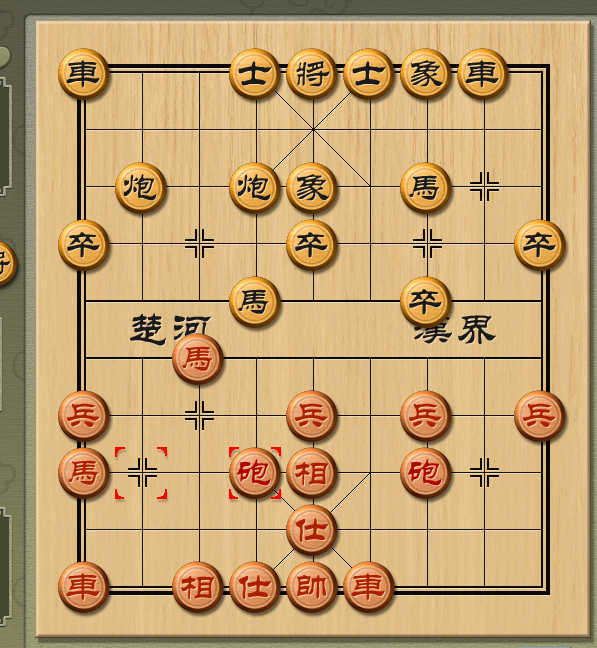 車士將士象車
炮炮象馬
卒卒卒
馬卒
楚河漢界
馬
兵兵兵兵
馬砲相砲
仕
車相仕帥車